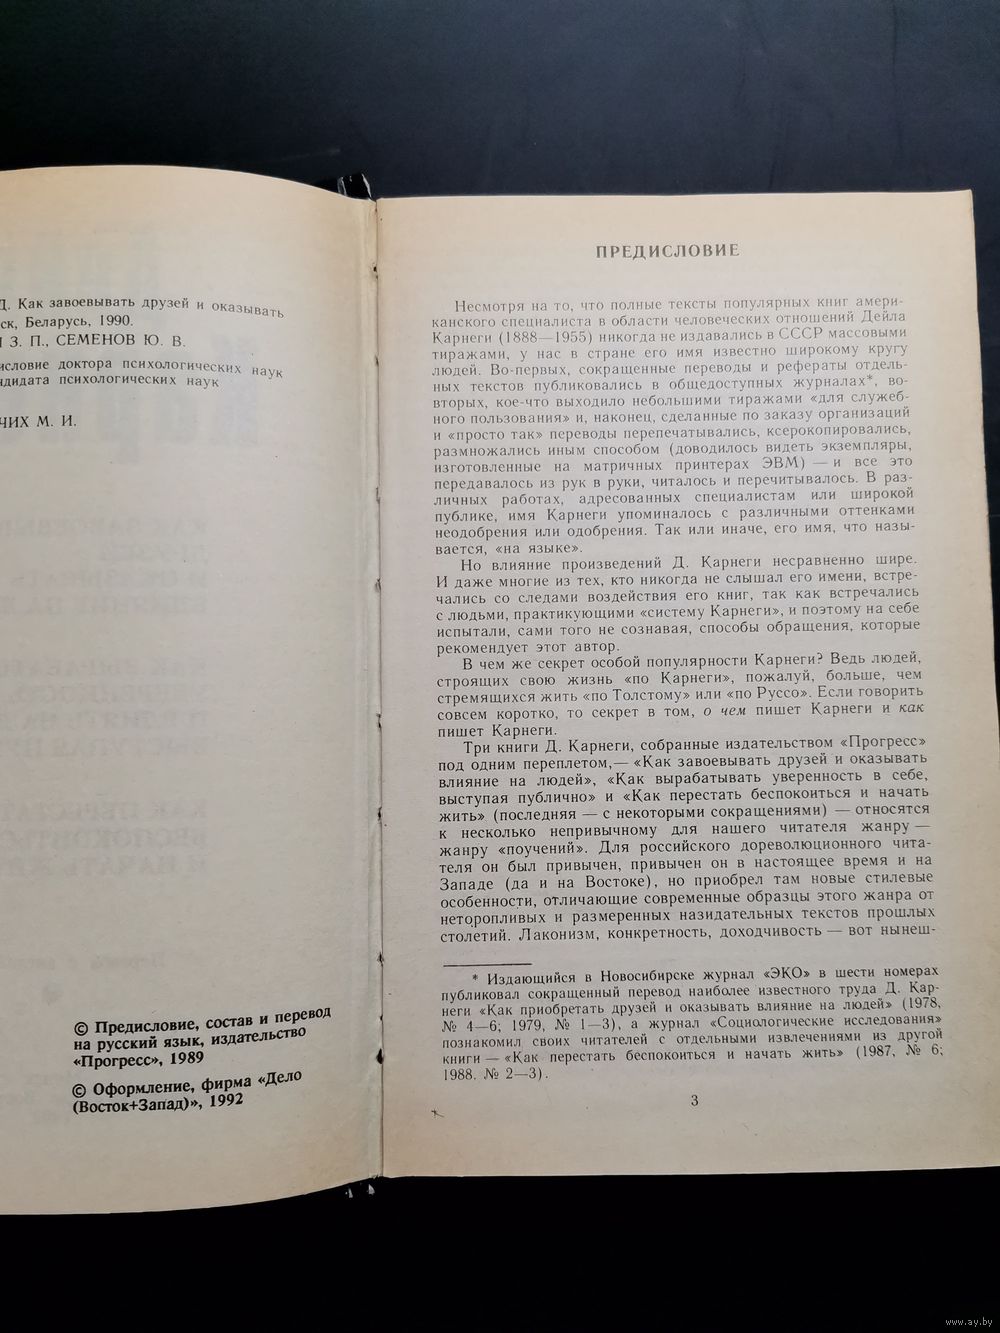 Д. Как завоевывать друзей и оказывать
ск, Беларусь, 1990.
З. П., СЕМЕНОВ Ю. В.
исловие доктора психологических наук
ндидата психологических наук
ЧИХ М. И.
© Предисловие, состав и перевод
на русский язык, издательство
«Прогресс», 1989
© Оформление, фирма «Дело
(Восток+Запад)», 1992
ПРЕДИСЛОВИЕ
Несмотря на то, что полные тексты популярных книг амери-
канского специалиста в области человеческих отношений Дейла
Карнеги (1888—1955) никогда не издавались в СССР массовыми
тиражами, у нас в стране его имя известно широкому кругу
людей. Во-первых, сокращенные переводы и рефераты отдель-
ных текстов публиковались в общедоступных журналах*, во-
вторых, кое-что выходило небольшими тиражами «для служеб-
ного пользования» и, наконец, сделанные по заказу организаций
и «просто так» переводы перепечатывались, ксерокопировались,
размножались иным способом (доводилось видеть экземпляры,
изготовленные на матричных принтерах ЭВМ) — и все это
передавалось из рук в руки, читалось и перечитывалось. В раз-
личных работах, адресованных специалистам или широкой
публике, имя Карнеги упоминалось с различными оттенками
неодобрения или одобрения. Так или иначе, его имя, что назы-
вается, «на языке».
Но влияние произведений Д. Карнеги несравненно шире.
И даже многие из тех, кто никогда не слышал его имени, встре-
чались со следами воздействия его книг, так как встречались
с людьми, практикующими «систему Карнеги», и поэтому на себе
испытали, сами того не сознавая, способы обращения, которые
рекомендует этот автор.
В чем же секрет особой популярности Карнеги? Ведь людей,
строящих свою жизнь «по Карнеги», пожалуй, больше, чем
стремящихся жить «по Толстому» или «по Руссо». Если говорить
совсем коротко, то секрет в том, о чем пишет Карнеги и как
пишет Карнеги.
Три книги Д. Карнеги, собранные издательством «Прогресс»
под одним переплетом,— «Как завоевывать друзей и оказывать
влияние на людей», «Как вырабатывать уверенность в себе,
выступая публично» и «Как перестать беспокоиться и начать
жить» (последняя — с некоторыми сокращениями) — относятся
к несколько непривычному для нашего читателя жанру —
жанру «поучений». Для российского дореволюционного чита-
теля он был привычен, привычен он в настоящее время и на
Западе (да и на Востоке), но приобрел там новые стилевые
особенности, отличающие современные образцы этого жанра от
неторопливых и размеренных назидательных текстов прошлых
столетий. Лаконизм, конкретность, доходчивость — вот нынеш-
* Издающийся в Новосибирске журнал «ЭКО» в шести номерах
публиковал сокращенный перевод наиболее известного труда Д. Кар-
неги «Как приобретать друзей и оказывать влияние на людей» (1978,
№ 4—6; 1979, № 1—3), а журнал «Социологические исследования»
познакомил своих читателей с отдельными извлечениями из другой
книги — «Как перестать беспокоиться и начать жить» (1987, № 6;
1988. № 2—3).
3
www.ay.by